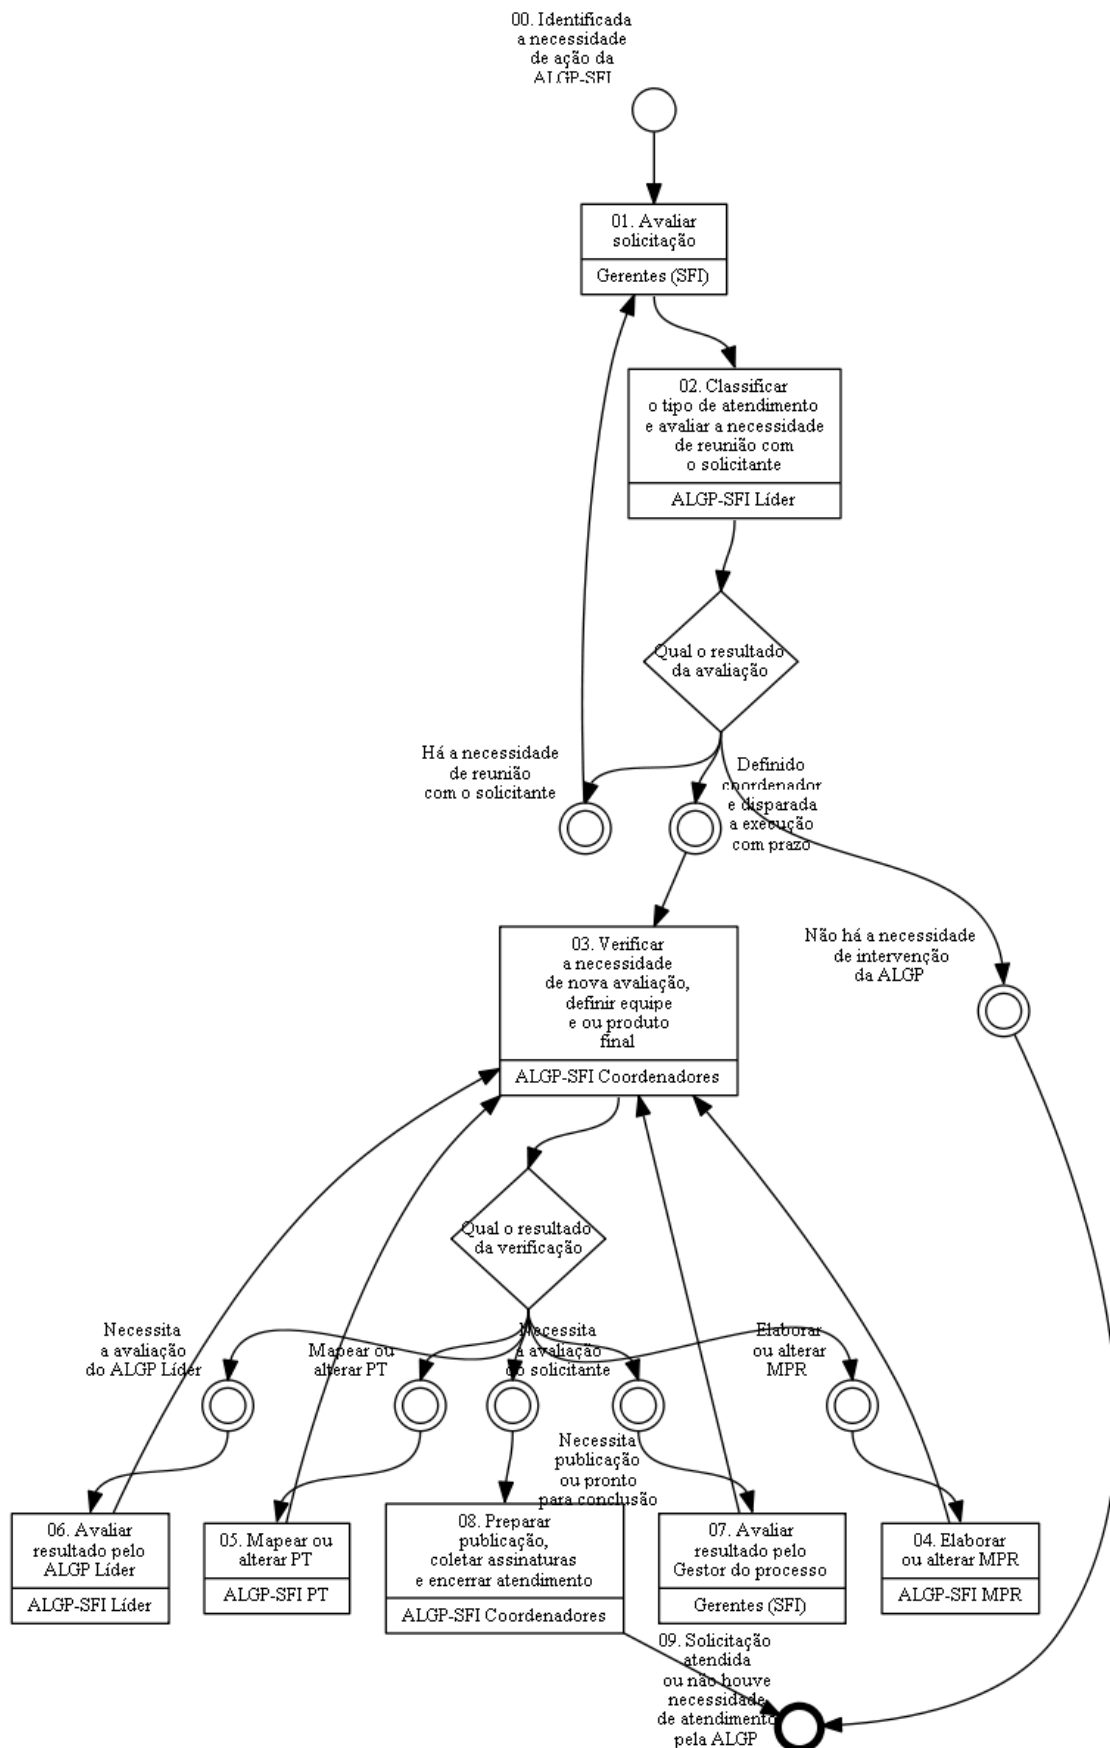 00. Identificada
a necessidade
de ação da
ALGP-SFI
01. Avaliar
solicitação
Gerentes (SFI)
02. Classificar
o tipo de atendimento
e avaliar a necessidade
de reunião com
o solicitante
ALGP-SFI Líder
Qual o resultado
da avaliação
Há a necessidade
de reunião
com o solicitante
Definido
coordenador
e disparada
a execução
com prazo
Não há a necessidade
de intervenção
da ALGP
03. Verificar
a necessidade
de nova avaliação,
definir equipe
e ou produto
final
ALGP-SFI Coordenadores
Qual o resultado
da verificação
Necessita
a avaliação
do ALGP Líder
Mapear ou
alterar PT
Necessita
a avaliação
do solicitante
Elaborar
ou alterar
MPR
Necessita
publicação
ou pronto
para conclusão
06. Avaliar
resultado pelo
ALGP Líder
ALGP-SFI Líder
05. Mapear ou
alterar PT
ALGP-SFI PT
08. Preparar
publicação,
coletar assinaturas
e encerrar atendimento
ALGP-SFI Coordenadores
07. Avaliar
resultado pelo
Gestor do processo
Gerentes (SFI)
04. Elaborar
ou alterar MPR
ALGP-SFI MPR
09. Solicitação
atendida
ou não houve
necessidade
de atendimento
pela ALGP